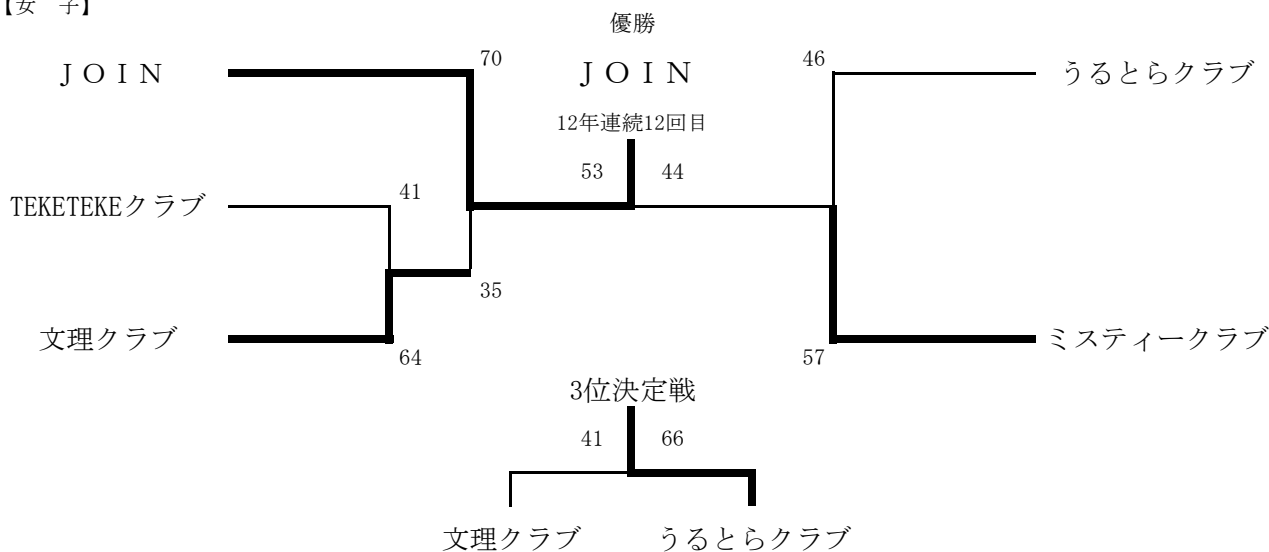 【女　子】
優勝
ＪＯＩＮ
70
ＪＯＩＮ
46
うるとらクラブ
12年連続12回目
53
44
TEKETEKEクラブ
41
35
文理クラブ
64
57
ミスティークラブ
3位決定戦
41
66
文理クラブ
うるとらクラブ